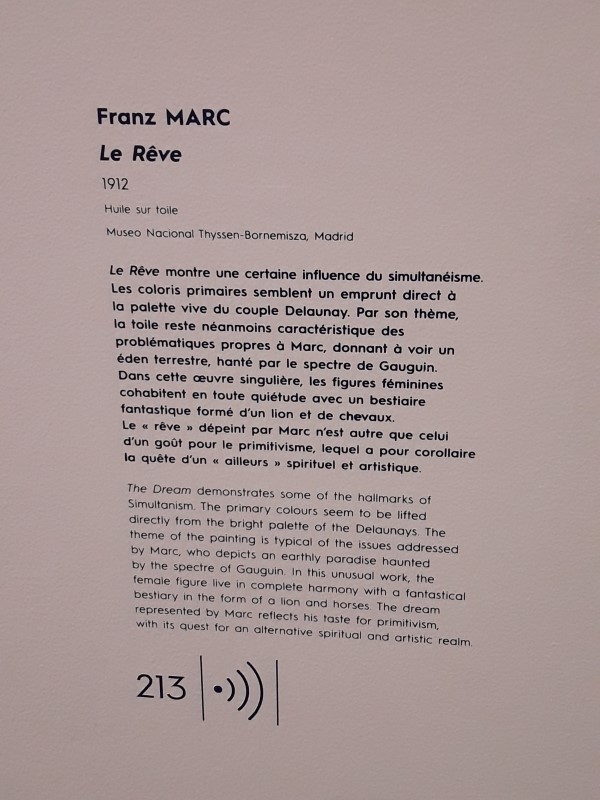 Franz MARC
Le Rêve
1912
Huile sur toile
Museo Nacional Thyssen-Bornemisza, Madrid
Le Rêve montre une certaine influence du simultanéisme.
Les coloris primaires semblent un emprunt direct à
la palette vive du couple Delaunay. Par son thème,
la toile reste néanmoins caractéristique des
problématiques propres à Marc, donnant à voir un
éden terrestre, hanté par le spectre de Gauguin.
Dans cette œuvre singulière, les figures féminines
cohabitent en toute quiétude avec un bestiaire
fantastique formé d'un lion et de chevaux.
Le « rêve » dépeint par Marc n'est autre que celui
d'un goût pour le primitivisme, lequel a pour corollaire
la quête d'un « ailleurs » spirituel et artistique.
The Dream demonstrates some of the hallmarks of
Simultanism. The primary colours seem to be lifted
directly from the bright palette of the Delaunays. The
theme of the painting is typical of the issues addressed
by Marc, who depicts an earthly paradise haunted
by the spectre of Gauguin. In this unusual work, the
female figure live in complete harmony with a fantastical
bestiary in the form of a lion and horses. The dream
represented by Marc reflects his taste for primitivism,
with its quest for an alternative spiritual and artistic realm.
213